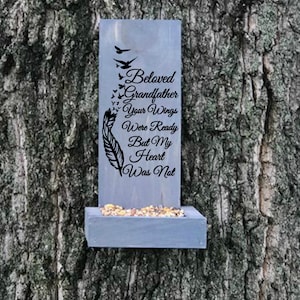 Beloved
Grandfather
Your Wings
Were Ready
But My
Heart
Was Not